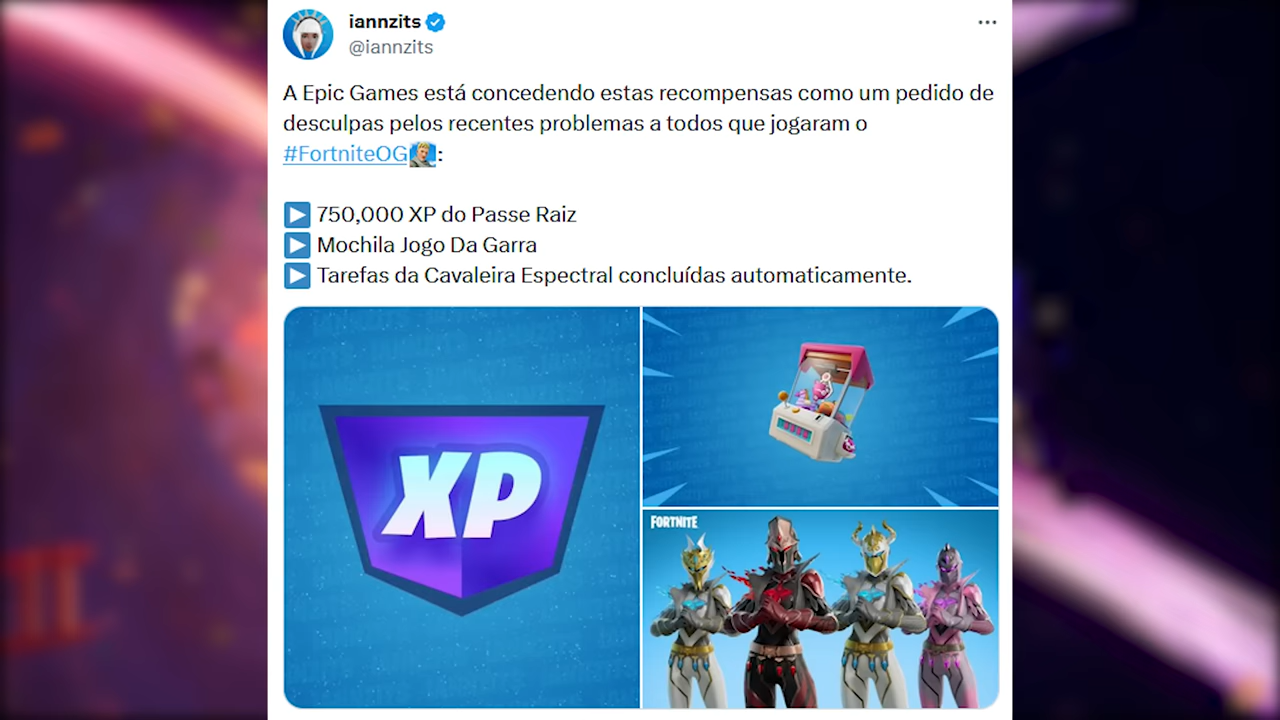 iannzits
@iannzits
A Epic Games está concedendo estas recompensas como um pedido de
desculpas pelos recentes problemas a todos que jogaram o
#FortniteOG:
750,000 XP do Passe Raiz
Mochila Jogo Da Garra
Tarefas da Cavaleira Espectral concluídas automaticamente.
XP
FORTNITE